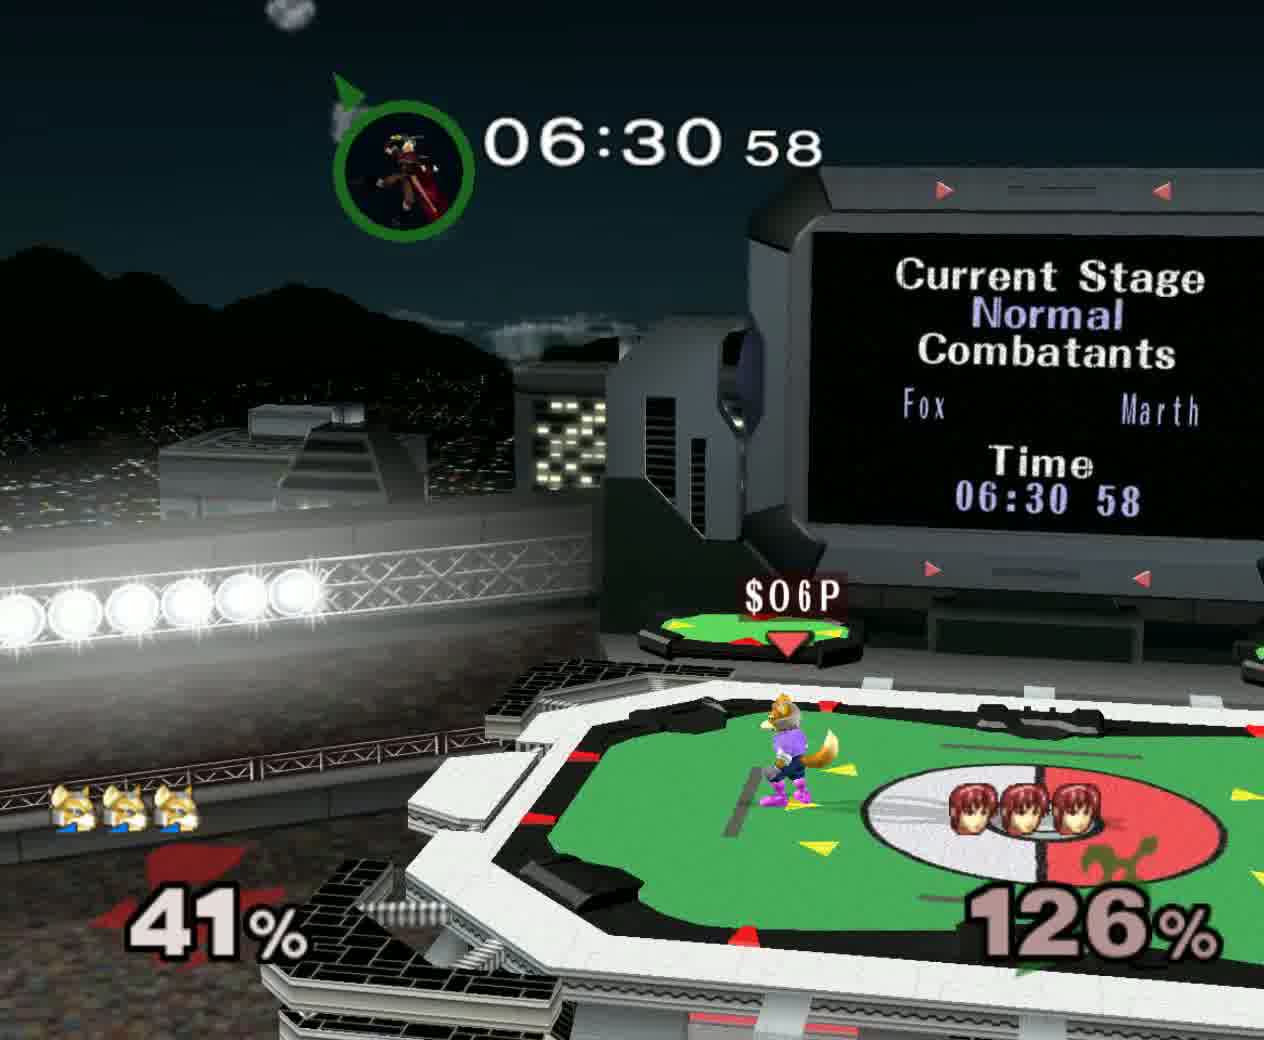 06:30 58
Current Stage
Normal
Combatants
Fox Marth
Time
06:30 58
$06P
41%
126%